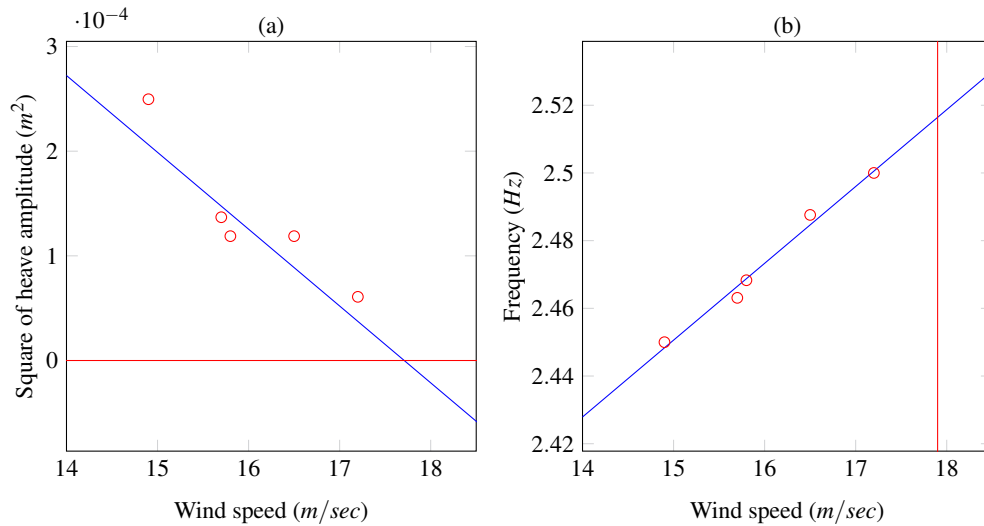 (a)
·10⁻⁴
3
2
1
0
14 15 16 17 18
Wind speed (m/sec)
Square of heave amplitude (m²)
(b)
2.52
2.5
2.48
2.46
2.44
2.42
14 15 16 17 18
Wind speed (m/sec)
Frequency (Hz)